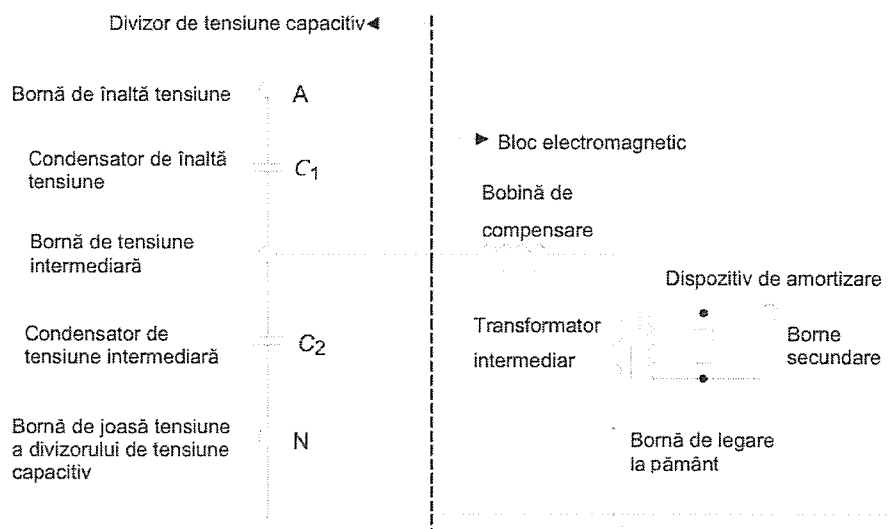 Divizor de tensiune capacitiv
Bornă de înaltă tensiune
A
Condensator de înaltă
tensiune
C1
Bornă de tensiune
intermediară
Condensator de
tensiune intermediară
C2
Bornă de joasă tensiune
a divizorului de tensiune
capacitiv
N
Bloc electromagnetic
Bobină de
compensare
Dispozitiv de amortizare
Transformator
intermediar
Borne
secundare
Bornă de legare
la pământ